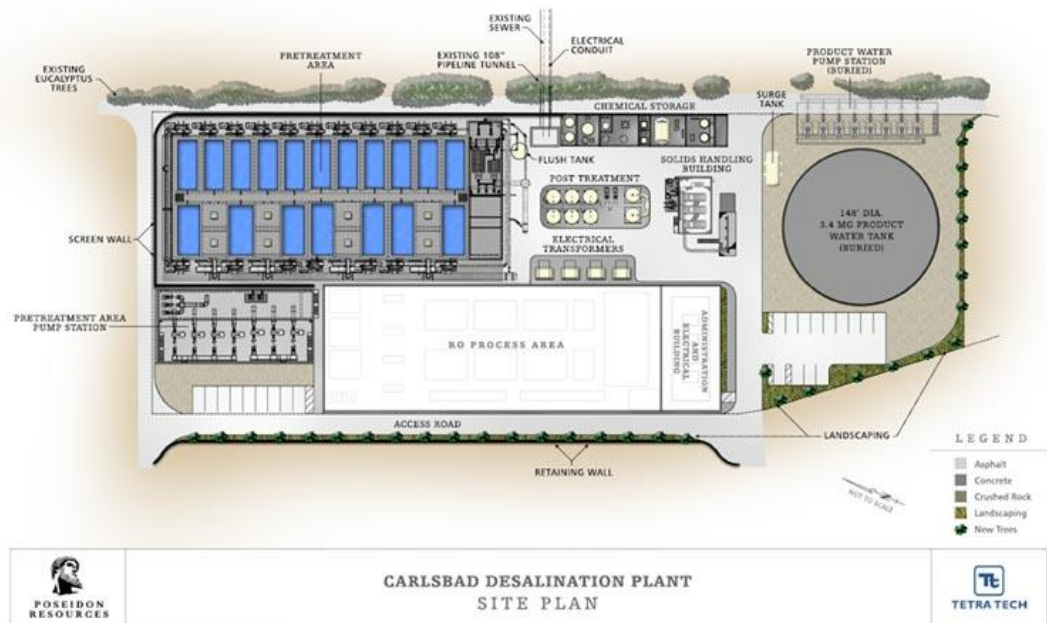 EXISTING
SEWER
ELECTRICAL
CONDUIT
PRETREATMENT
AREA
EXISTING 108"
PIPELINE TUNNEL
PRODUCT WATER
PUMP STATION
(BURIED)
EXISTING
EUCALYPTUS
TREES
SURGE
TANK
CHEMICAL STORAGE
FLUSH TANK
SOLIDS HANDLING
BUILDING
POST TREATMENT
148' DIA.
3.4 MG PRODUCT
WATER TANK
(BURIED)
SCREEN WALL
ELECTRICAL
TRANSFORMERS
PRETREATMENT AREA
PUMP STATION
RO PROCESS AREA
ADMINISTRATION
AND
ELECTRICAL
BUILDING
ACCESS ROAD
LANDSCAPING
RETAINING WALL
LEGEND
Asphalt
Concrete
Crushed Rock
Landscaping
New Trees
NOT TO SCALE
POSEIDON
RESOURCES
CARLSBAD DESALINATION PLANT
SITE PLAN
Tt
TETRA TECH